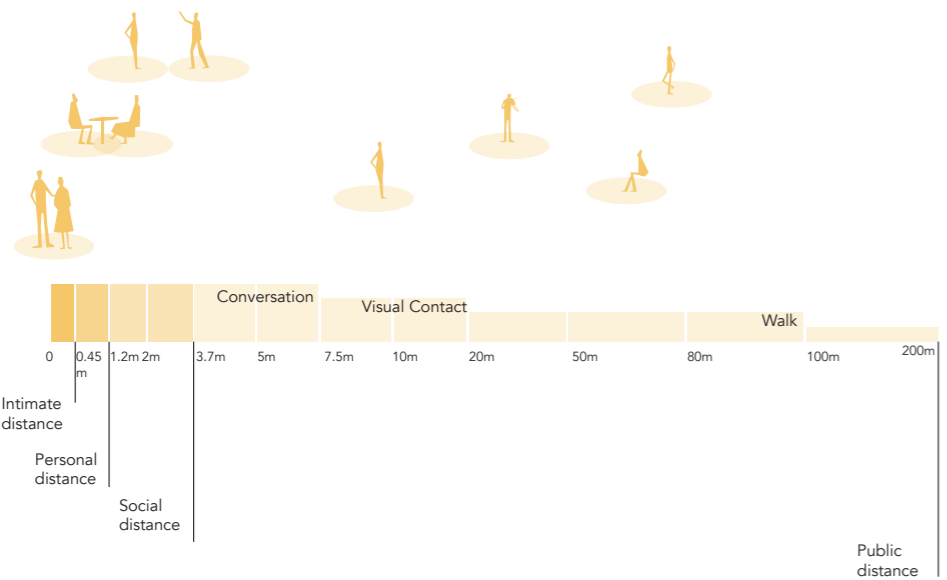 Conversation
Visual Contact
Walk
0
0.45
m
1.2m
2m
3.7m
5m
7.5m
10m
20m
50m
80m
100m
200m
Intimate
distance
Personal
distance
Social
distance
Public
distance